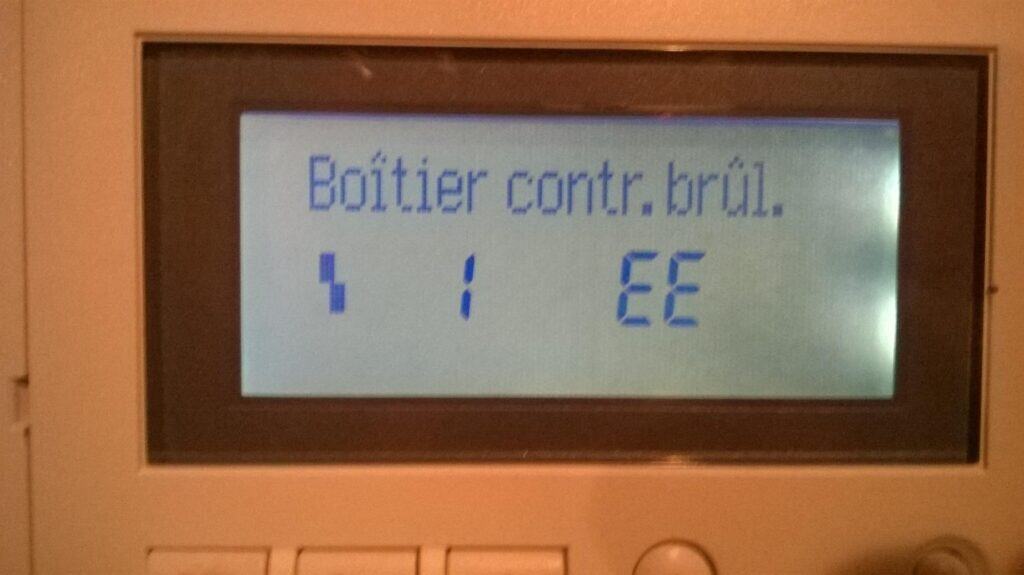 Boîtier contr. brûl.
1 EE